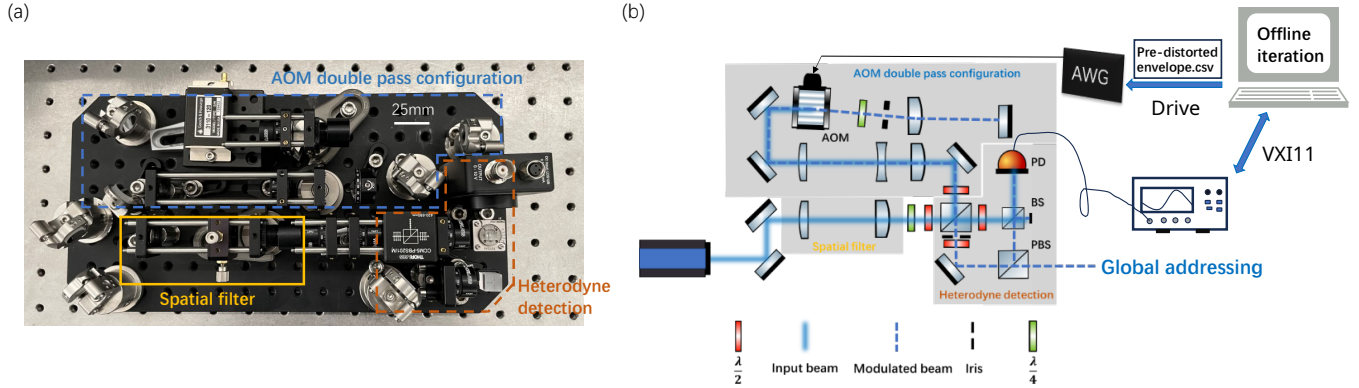 (a)
AOM double pass configuration
25mm
Spatial filter
Heterodyne
detection
(b)
AOM double pass configuration
AOM
AWG
Pre-distorted
envelope.csv
Drive
Offline
iteration
VXI11
PD
BS
PBS
Spatial filter
Heterodyne detection
Global addressing
λ
2
Input beam
Modulated beam
Iris
λ
4